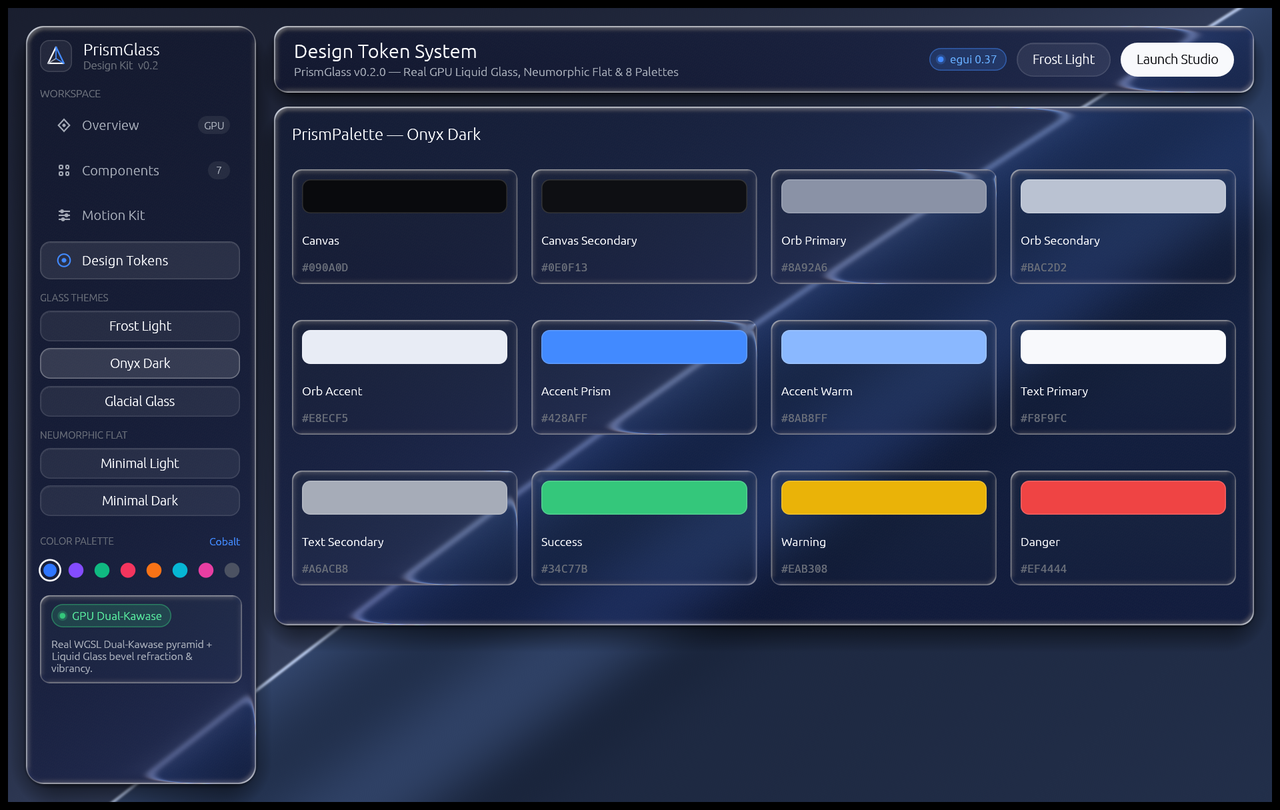 PrismGlass
Design Kit v0.2
WORKSPACE
Overview GPU
Components 7
Motion Kit
Design Tokens
GLASS THEMES
Frost Light
Onyx Dark
Glacial Glass
NEUMORPHIC FLAT
Minimal Light
Minimal Dark
COLOR PALETTE Cobalt
GPU Dual-Kawase
Real WGSL Dual-Kawase pyramid +
Liquid Glass bevel refraction &
vibrancy.
Design Token System
PrismGlass v0.2.0 — Real GPU Liquid Glass, Neumorphic Flat & 8 Palettes
egui 0.37 Frost Light Launch Studio
PrismPalette — Onyx Dark
Canvas Canvas Secondary Orb Primary Orb Secondary
#090A0D #0E0F13 #8A92A6 #BAC2D2
Orb Accent Accent Prism Accent Warm Text Primary
#E8ECF5 #428AFF #8AB8FF #F8F9FC
Text Secondary Success Warning Danger
#A6ACB8 #34C77B #EAB308 #EF4444